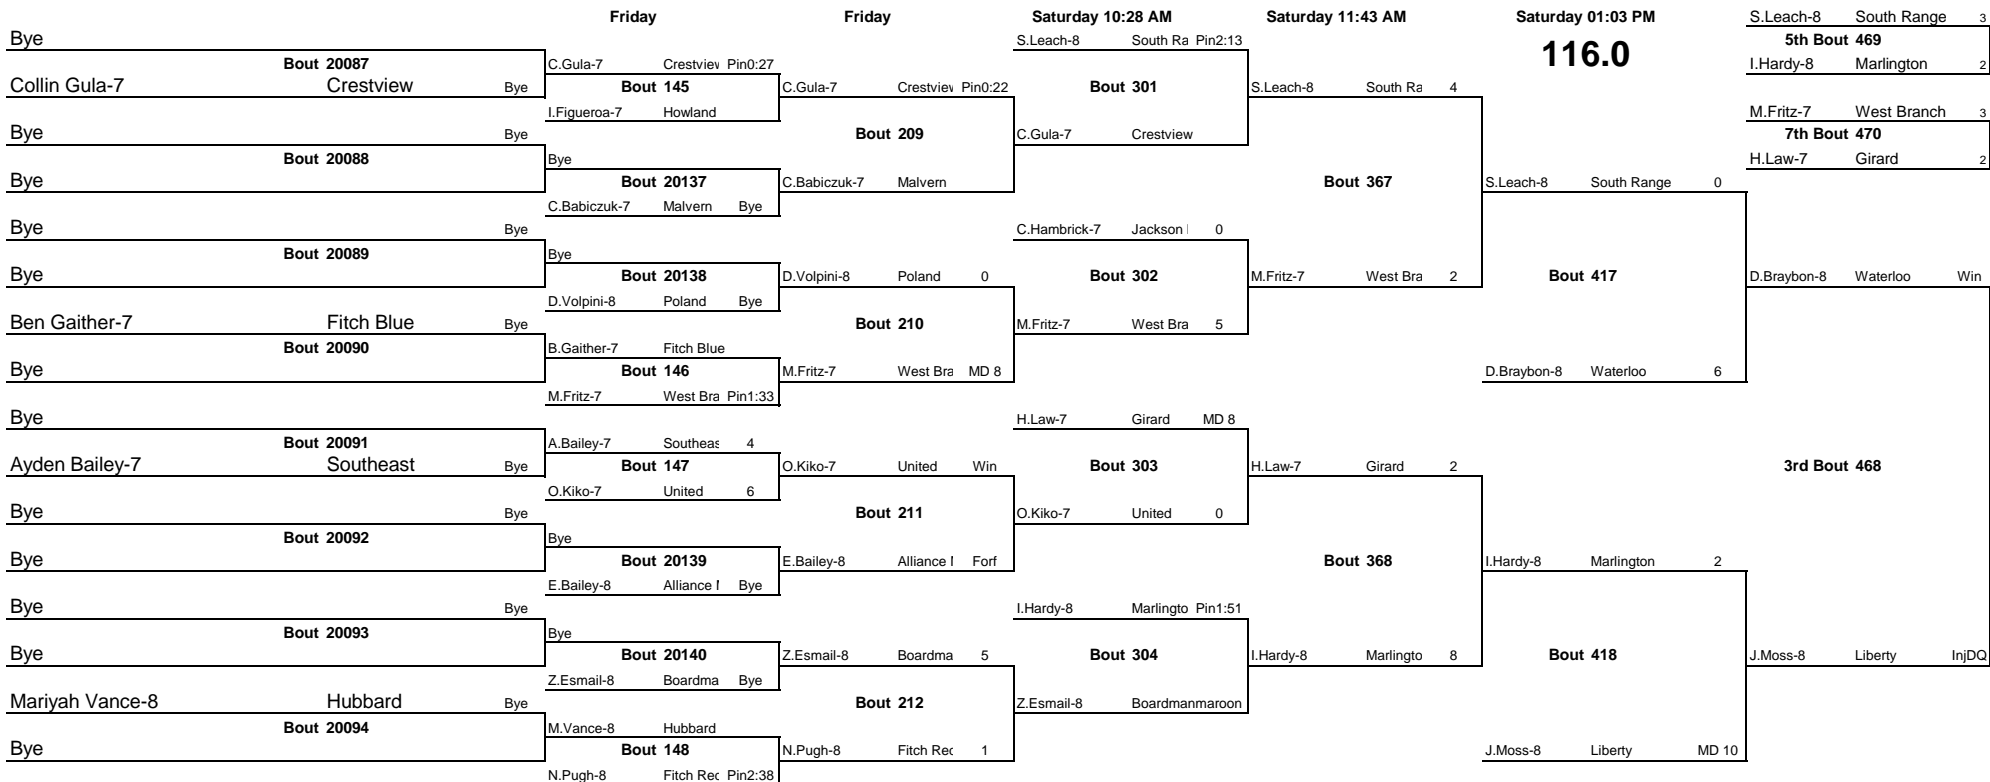 Friday Friday Saturday 10:28 AM Saturday 11:43 AM Saturday 01:03 PM
116.0
Bye
Bout 20087
Collin Gula-7 Crestview Bye
Bye Bye
Bout 20088
Bye
Bye Bye
Bout 20089
Bye
Ben Gaither-7 Fitch Blue Bye
Bout 20090
Bye
Bye
Bout 20091
Ayden Bailey-7 Southeast Bye
Bye Bye
Bout 20092
Bye
Bye Bye
Bout 20093
Bye
Mariyah Vance-8 Hubbard Bye
Bout 20094
Bye
C.Gula-7 Crestview Pin0:27
Bout 145
I.Figueroa-7 Howland
Bye
Bout 20137
C.Babiczuk-7 Malvern Bye
Bye
Bout 20138
D.Volpini-8 Poland Bye
B.Gaither-7 Fitch Blue
Bout 146
M.Fritz-7 West Bra Pin1:33
A.Bailey-7 Southeas 4
Bout 147
O.Kiko-7 United 6
Bye
Bout 20139
E.Bailey-8 Alliance Bye
Bye
Bout 20140
Z.Esmail-8 Boardma Bye
M.Vance-8 Hubbard
Bout 148
N.Pugh-8 Fitch Rec Pin2:38
C.Gula-7 Crestview Pin0:22
Bout 209
C.Babiczuk-7 Malvern
D.Volpini-8 Poland 0
Bout 210
M.Fritz-7 West Bra MD 8
O.Kiko-7 United Win
Bout 211
E.Bailey-8 Alliance Forf
Z.Esmail-8 Boardma 5
Bout 212
N.Pugh-8 Fitch Rec 1
S.Leach-8 South Ra Pin2:13
Bout 301
C.Gula-7 Crestview
C.Hambrick-7 Jackson 0
Bout 302
M.Fritz-7 West Bra 5
H.Law-7 Girard MD 8
Bout 303
O.Kiko-7 United 0
I.Hardy-8 Marlingto Pin1:51
Bout 304
Z.Esmail-8 Boardmanmaroon
S.Leach-8 South Ra 4
Bout 367
M.Fritz-7 West Bra 2
H.Law-7 Girard 2
Bout 368
I.Hardy-8 Marlingto 8
S.Leach-8 South Range 0
Bout 417
D.Braybon-8 Waterloo 6
I.Hardy-8 Marlington 2
Bout 418
J.Moss-8 Liberty MD 10
S.Leach-8 South Range 3
5th Bout 469
I.Hardy-8 Marlington 2
M.Fritz-7 West Branch 3
7th Bout 470
H.Law-7 Girard 2
D.Braybon-8 Waterloo Win
3rd Bout 468
J.Moss-8 Liberty InjDQ